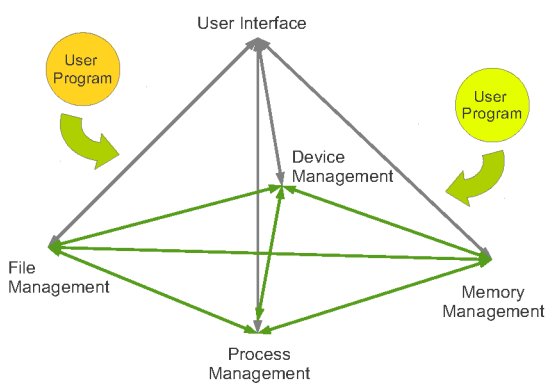 User Interface
User
Program
User
Program
Device
Management
File
Management
Memory
Management
Process
Management